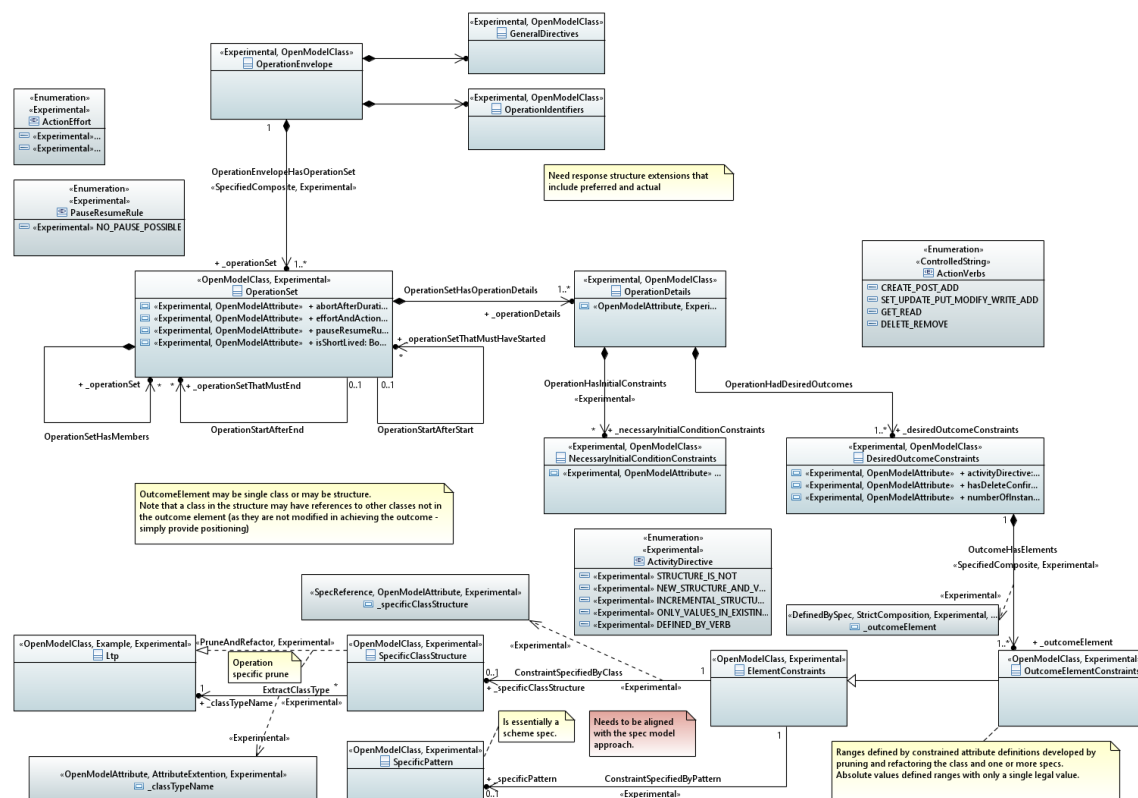 «Experimental, OpenModelClass»
GeneralDirectives
«Experimental, OpenModelClass»
OperationEnvelope
«Experimental, OpenModelClass»
OperationIdentifiers
«Enumeration»
«Experimental»
ActionEffort
«Experimental»...
«Experimental»...
1
OperationEnvelopeHasOperationSet
«SpecifiedComposite, Experimental»
Need response structure extensions that
include preferred and actual
«Enumeration»
«Experimental»
PauseResumeRule
«Experimental» NO_PAUSE_POSSIBLE
+ _operationSet
1..*
«Enumeration»
«ControlledString»
ActionVerbs
CREATE_POST_ADD
SET_UPDATE_PUT_MODIFY_WRITE_ADD
GET_READ
DELETE_REMOVE
«OpenModelClass, Experimental»
OperationSet
«Experimental, OpenModelAttribute» + abortAfterDurati...
«Experimental, OpenModelAttribute» + effortAndAction...
«Experimental, OpenModelAttribute» + pauseResumeRu...
«Experimental, OpenModelAttribute» + isShortLived: Bo...
OperationSetHasOperationDetails
1..*
+ _operationDetails
«Experimental, OpenModelClass»
OperationDetails
«OpenModelAttribute, Experi...
+ _operationSetThatMustHaveStarted
*
+ _operationSet
*
*
+ _operationSetThatMustEnd
0..1
0..1
OperationSetHasMembers
OperationStartAfterEnd
OperationStartAfterStart
OperationHasInitialConstraints
«Experimental»
OperationHadDesiredOutcomes
*
+ _necessaryInitialConditionConstraints
1..*
+ _desiredOutcomeConstraints
«Experimental, OpenModelClass»
NecessaryInitialConditionConstraints
«Experimental, OpenModelAttribute» ...
«Experimental, OpenModelClass»
DesiredOutcomeConstraints
«Experimental, OpenModelAttribute» + activityDirective:...
«Experimental, OpenModelAttribute» + hasDeleteConfir...
«Experimental, OpenModelAttribute» + numberOfInstan...
OutcomeElement may be single class or may be structure.
Note that a class in the structure may have references to other classes not in
the outcome element (as they are not modified in achieving the outcome -
simply provide positioning)
1
OutcomeHasElements
«SpecifiedComposite, Experimental»
«Enumeration»
«Experimental»
ActivityDirective
«Experimental» STRUCTURE_IS_NOT
«Experimental» NEW_STRUCTURE_AND_V...
«Experimental» INCREMENTAL_STRUCTU...
«Experimental» ONLY_VALUES_IN_EXISTIN...
«Experimental» DEFINED_BY_VERB
«SpecReference, OpenModelAttribute, Experimental»
_specificClassStructure
«Experimental»
«DefinedBySpec, StrictComposition, Experimental, ...
_outcomeElement
1..*
+ _outcomeElement
«OpenModelClass, Example, Experimental»
Ltp
«PruneAndRefactor, Experimental»
Operation
specific prune
«OpenModelClass, Experimental»
SpecificClassStructure
«Experimental»
0..1
ConstraintSpecifiedByClass
1
+ _specificClassStructure
«Experimental»
«OpenModelClass, Experimental»
ElementConstraints
«OpenModelClass, Experimental»
OutcomeElementConstraints
1
ExtractClassType
*
+ _classTypeName
«Experimental»
«Experimental»
Is essentially a
scheme spec.
Needs to be aligned
with the spec model
approach.
1
«OpenModelClass, Experimental»
SpecificPattern
+ _specificPattern
0..1
ConstraintSpecifiedByPattern
«Experimental»
Ranges defined by constrained attribute definitions developed by
pruning and refactoring the class and one or more specs.
Absolute values defined ranges with only a single legal value.
«OpenModelAttribute, AttributeExtention, Experimental»
_classTypeName